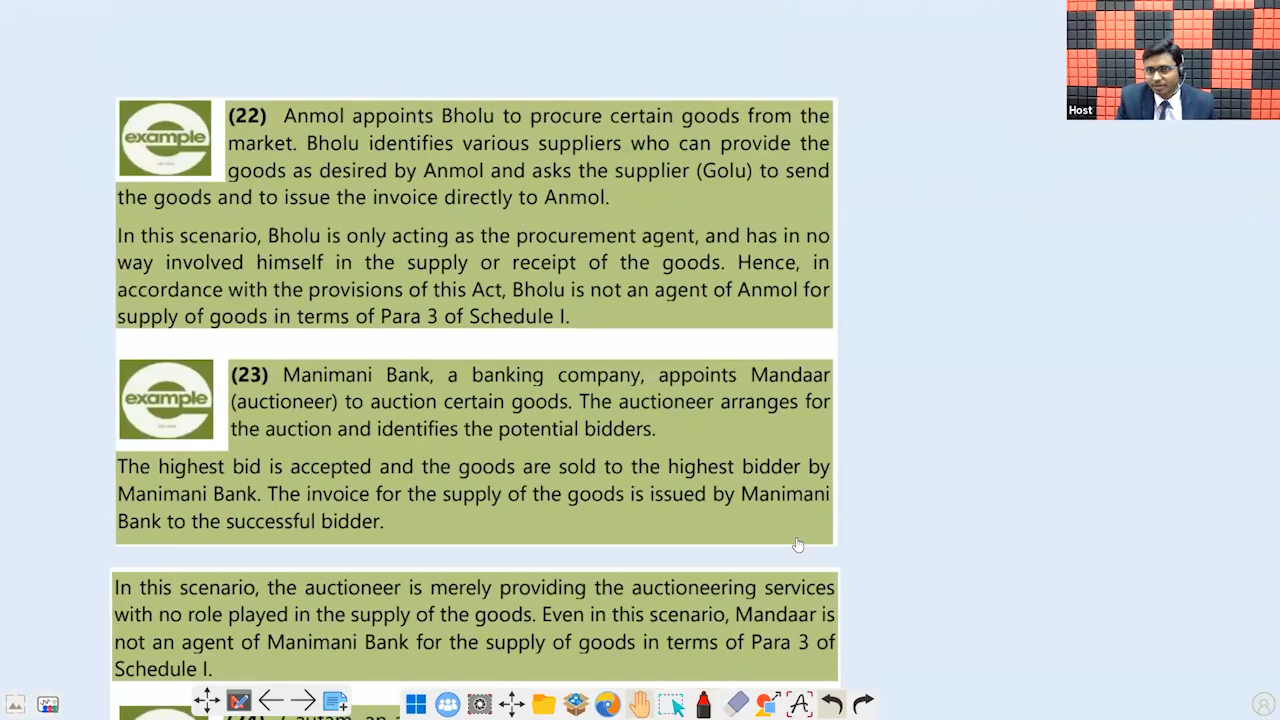 Host
example
(22) Anmol appoints Bholu to procure certain goods from the
market. Bholu identifies various suppliers who can provide the
goods as desired by Anmol and asks the supplier (Golu) to send
the goods and to issue the invoice directly to Anmol.
In this scenario, Bholu is only acting as the procurement agent, and has in no
way involved himself in the supply or receipt of the goods. Hence, in
accordance with the provisions of this Act, Bholu is not an agent of Anmol for
supply of goods in terms of Para 3 of Schedule I.
example
(23) Manimani Bank, a banking company, appoints Mandaar
(auctioneer) to auction certain goods. The auctioneer arranges for
the auction and identifies the potential bidders.
The highest bid is accepted and the goods are sold to the highest bidder by
Manimani Bank. The invoice for the supply of the goods is issued by Manimani
Bank to the successful bidder.
In this scenario, the auctioneer is merely providing the auctioneering services
with no role played in the supply of the goods. Even in this scenario, Mandaar is
not an agent of Manimani Bank for the supply of goods in terms of Para 3 of
Schedule I.